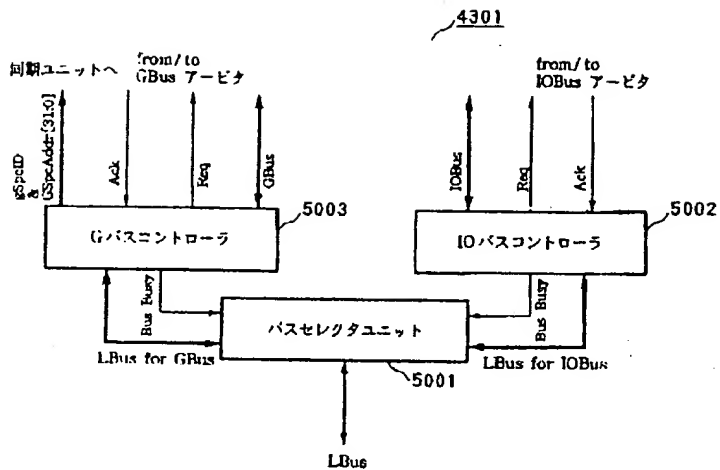 4301
同期ユニットへ
from/to
GBus アービタ
from/to
IOBus アービタ
gSpcID
&
GSpcAddr[31:0]
Ack
Req
GBus
IOBus
Req
Ack
5003
5002
Gバスコントローラ
IOバスコントローラ
Bus Busy
Bus Busy
バスセレクタユニット
LBus for GBus
LBus for IOBus
5001
LBus